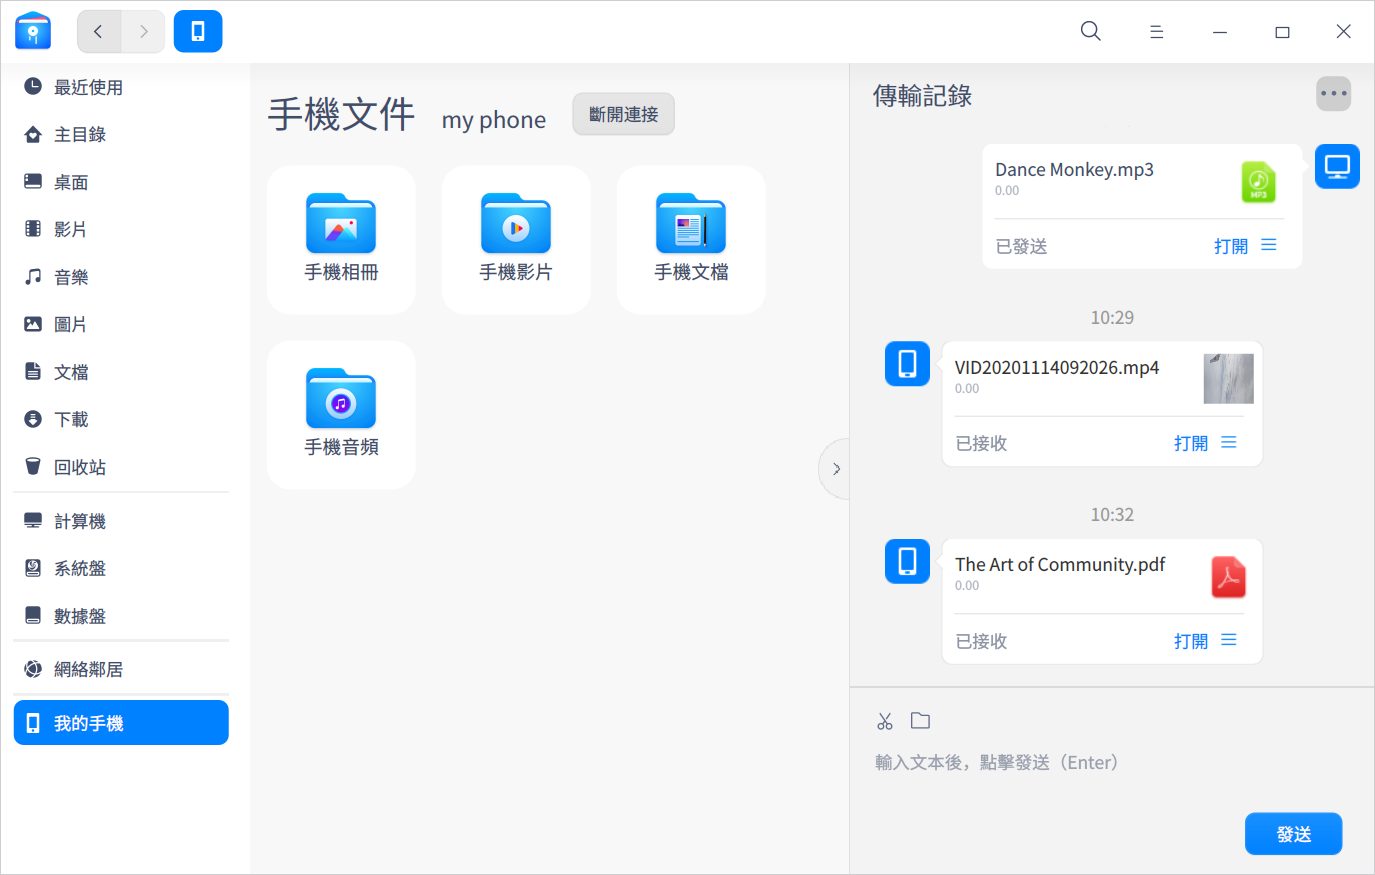 最近使用
主目錄
桌面
影片
音樂
圖片
文檔
下載
回收站
計算機
系統盤
數據盤
網絡鄰居
我的手機
手機文件 my phone 斷開連接
手機相冊 手機影片 手機文檔
手機音頻
傳輸記錄
Dance Monkey.mp3
0.00
MP3
已發送 打開
10:29
VID20201114092026.mp4
0.00
已接收 打開
10:32
The Art of Community.pdf
0.00
已接收 打開
輸入文本後，點擊發送（Enter）
發送